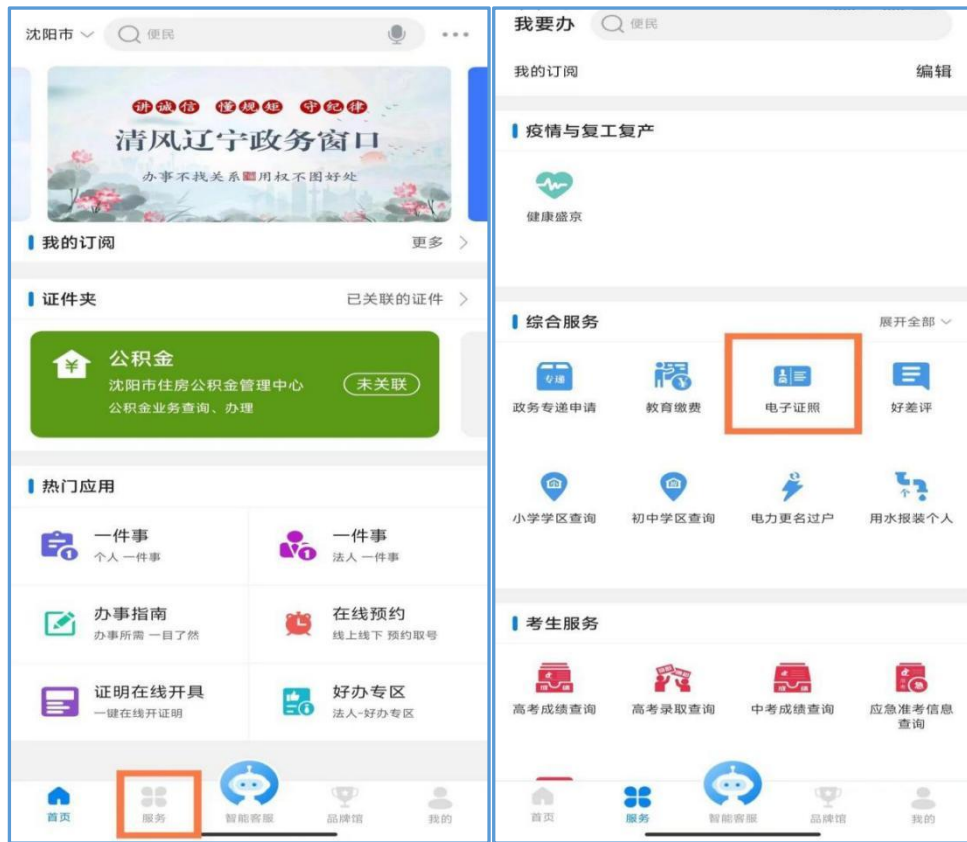 沈阳市
便民
讲诚信 懂规矩 守纪律
清风辽宁政务窗口
办事不找关系 用权不图好处
我的订阅
更多
证件夹
已关联的证件
¥
公积金
沈阳市住房公积金管理中心
公积金业务查询、办理
未关联
热门应用
一件事
个人 一件事
一件事
法人 一件事
办事指南
办事所需 一目了然
在线预约
线上线下 预约取号
证明在线开具
一键在线开证明
好办专区
法人-好办专区
首页
服务
智能客服
品牌馆
我的
我要办
便民
我的订阅
编辑
疫情与复工复产
健康盛京
综合服务
展开全部
专递
政务专递申请
教育缴费
电子证照
好差评
小学学区查询
初中学区查询
电力更名过户
用水报装个人
考生服务
高考成绩查询
高考录取查询
中考成绩查询
应急准考信息
查询
首页
服务
智能客服
品牌馆
我的